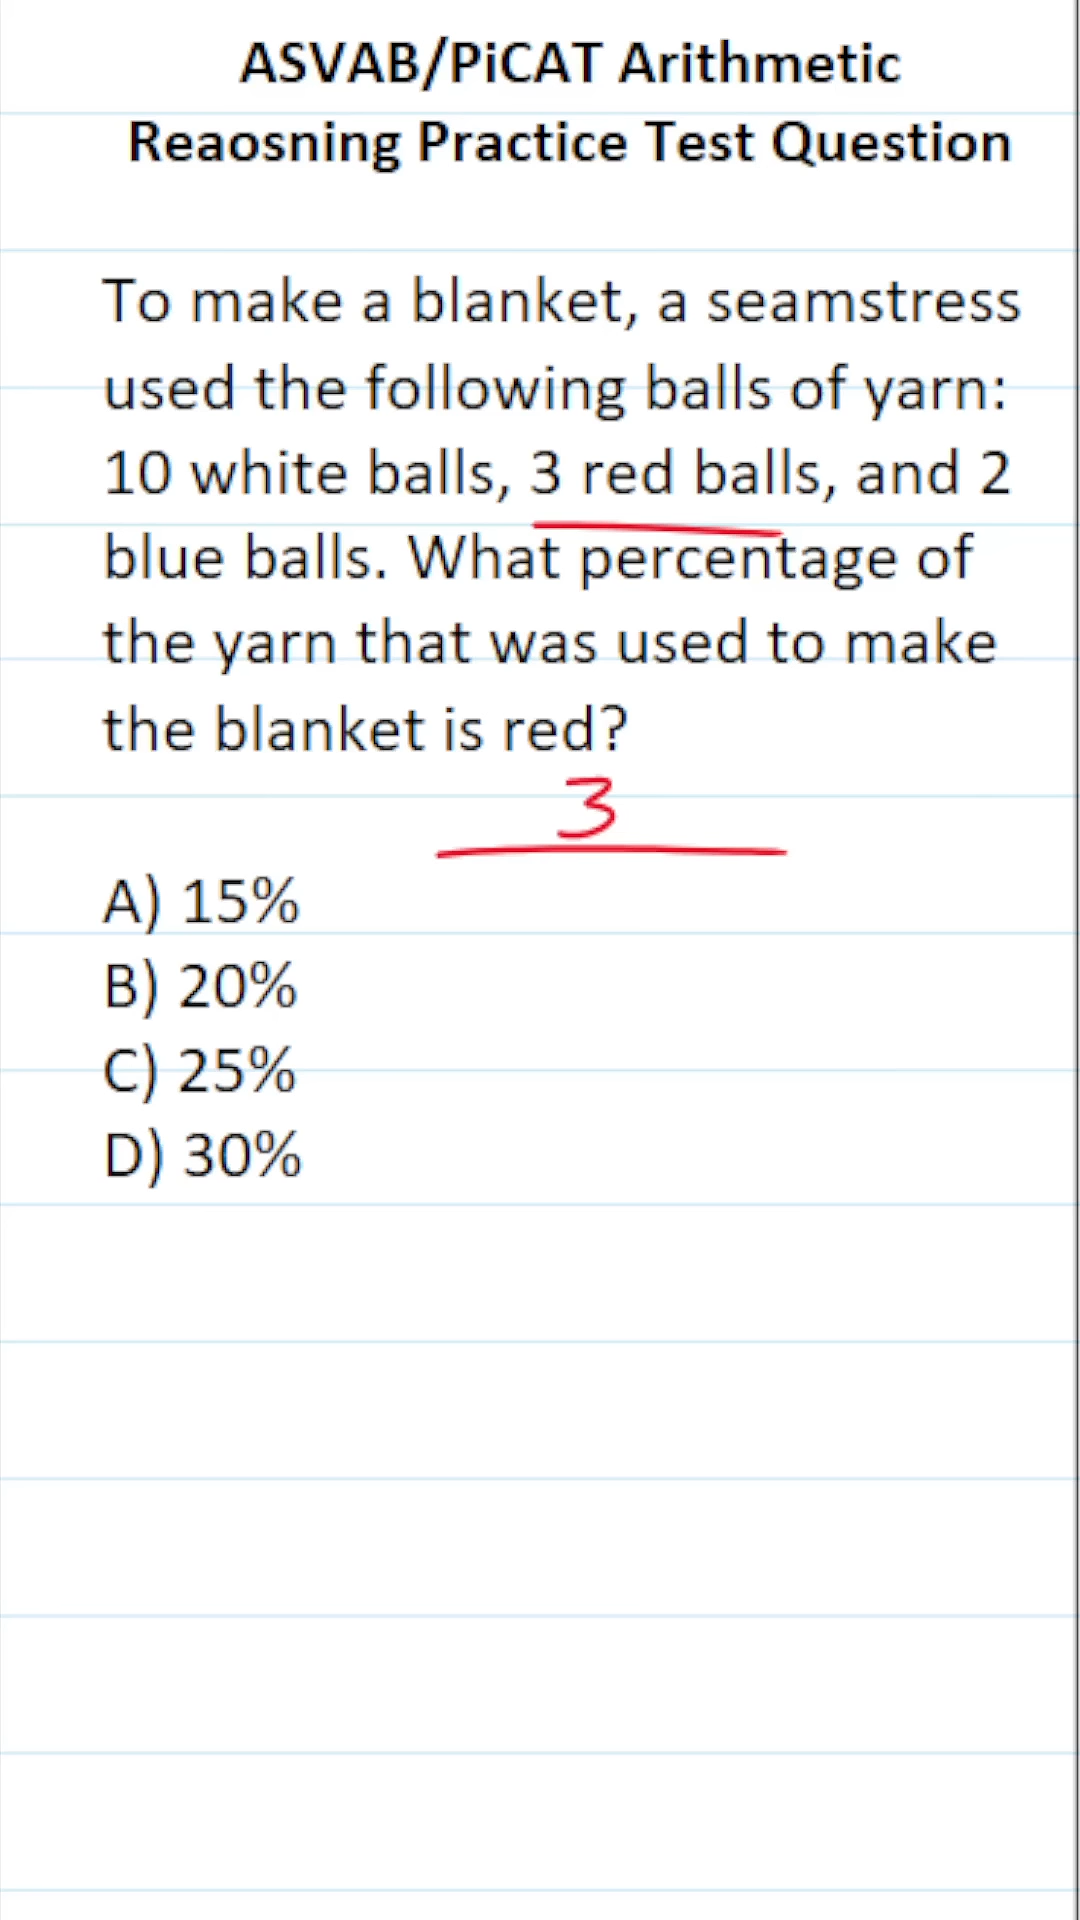 ASVAB/PiCAT Arithmetic
Reaosning Practice Test Question
To make a blanket, a seamstress
used the following balls of yarn:
10 white balls, 3 red balls, and 2
blue balls. What percentage of
the yarn that was used to make
the blanket is red?
3
A) 15%
B) 20%
C) 25%
D) 30%